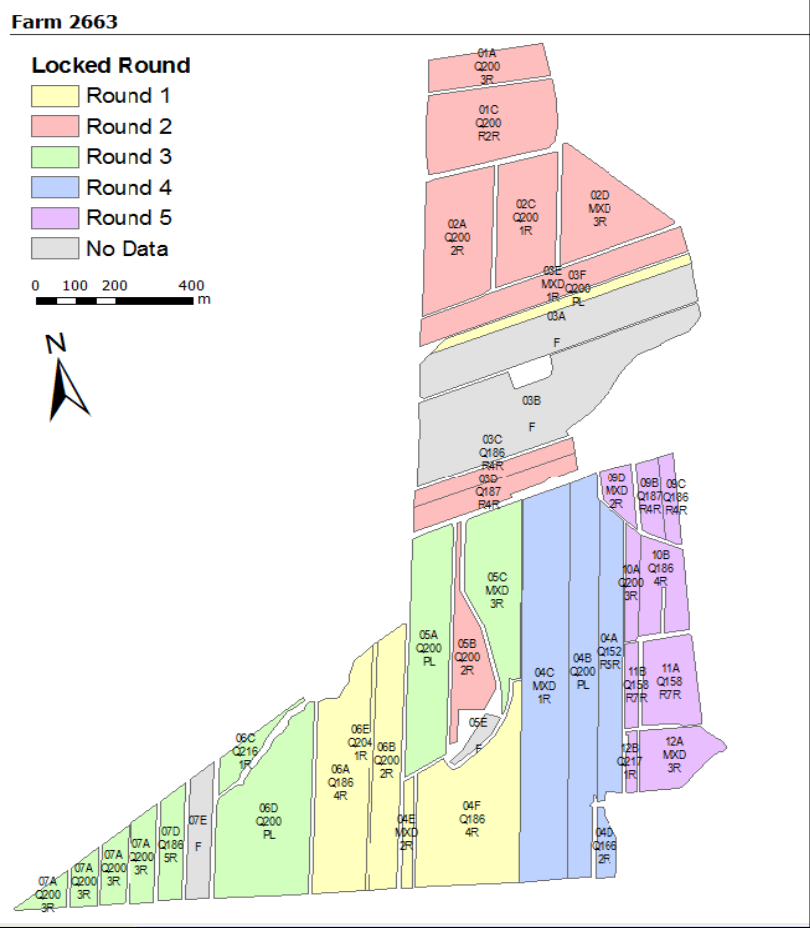 Farm 2663
Locked Round
Round 1
Round 2
Round 3
Round 4
Round 5
No Data
0 100 200 400
m
N
01A
Q200
3R
01C
Q200
R2R
02A
Q200
2R
02C
Q200
1R
02D
MXD
3R
03E
MXD
1R
03F
Q200
PL
03A
F
03B
F
03C
Q186
R4R
03D
Q187
R4R
09D
MXD
2R
09B
Q187
R4R
09C
Q186
R4R
10A
Q200
3R
10B
Q186
4R
05C
MXD
3R
05A
Q200
PL
05B
Q200
2R
04C
MXD
1R
04B
Q200
PL
04A
Q152
R5R
11B
Q158
R7R
11A
Q158
R7R
05E
F
12B
Q217
1R
12A
MXD
3R
06C
Q216
1R
06E
Q204
1R
06B
Q200
2R
06A
Q186
4R
06D
Q200
PL
04E
MXD
2R
04F
Q186
4R
04D
Q166
2R
07E
F
07D
Q186
5R
07A
Q200
3R
07A
Q200
3R
07A
Q200
3R
07A
Q200
3R